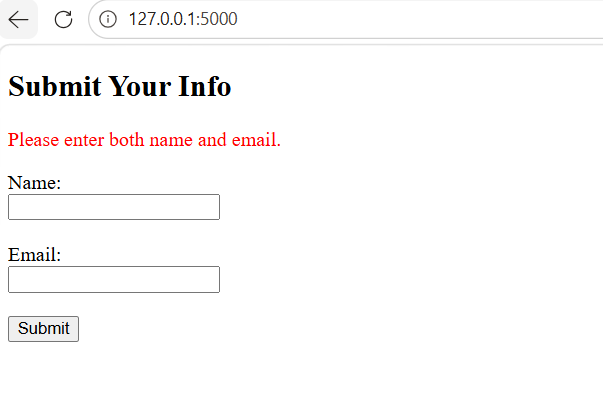 127.0.0.1:5000
Submit Your Info
Please enter both name and email.
Name:
Email:
Submit